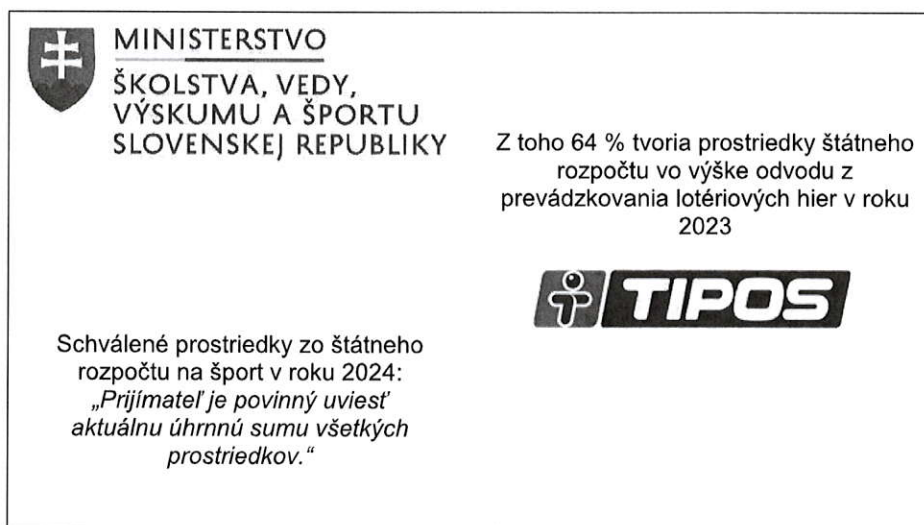 MINISTERSTVO
ŠKOLSTVA, VEDY,
VÝSKUMU A ŠPORTU
SLOVENSKEJ REPUBLIKY
Z toho 64 % tvoria prostriedky štátneho
rozpočtu vo výške odvodu z
prevádzkovania lotériových hier v roku
2023
TIPOS
Schválené prostriedky zo štátneho
rozpočtu na šport v roku 2024:
„Prijímateľ je povinný uviesť
aktuálnu úhrnnú sumu všetkých
prostriedkov.“